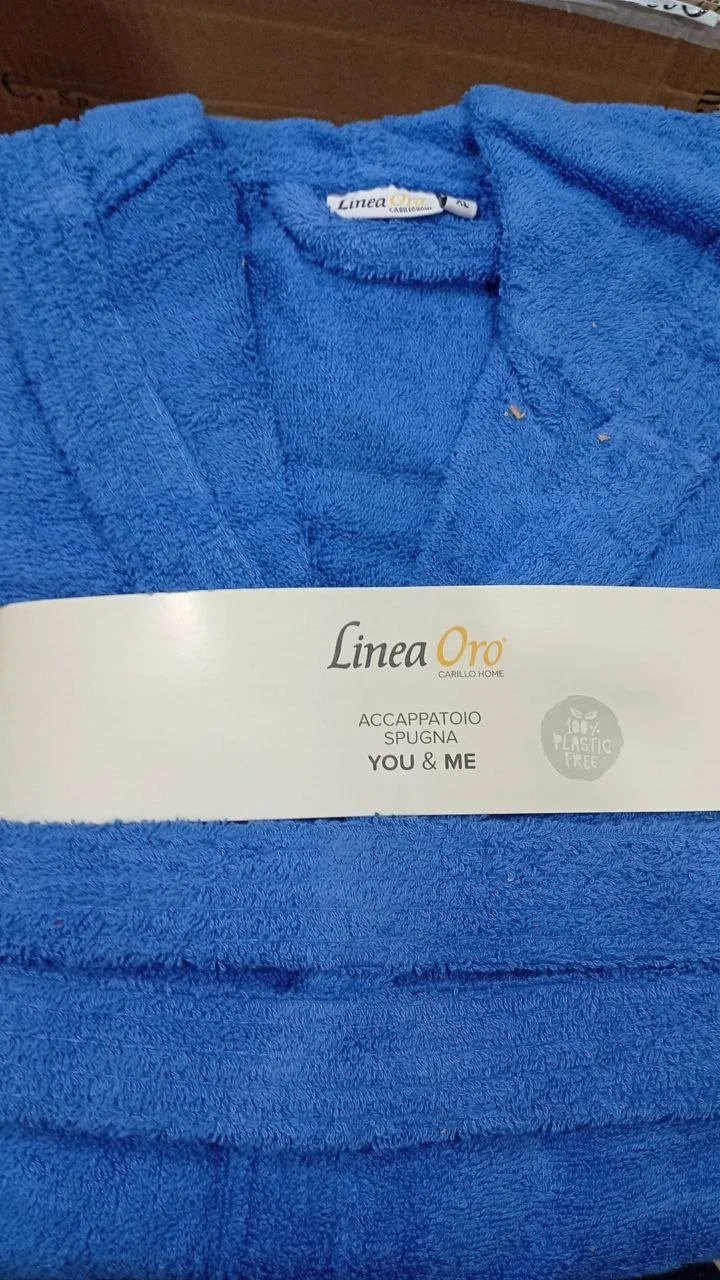 Linea Oro
CARILLO HOME
XL
Linea Oro
CARILLO HOME
ACCAPPATOIO
SPUGNA
YOU & ME
100%
PLASTIC
FREE